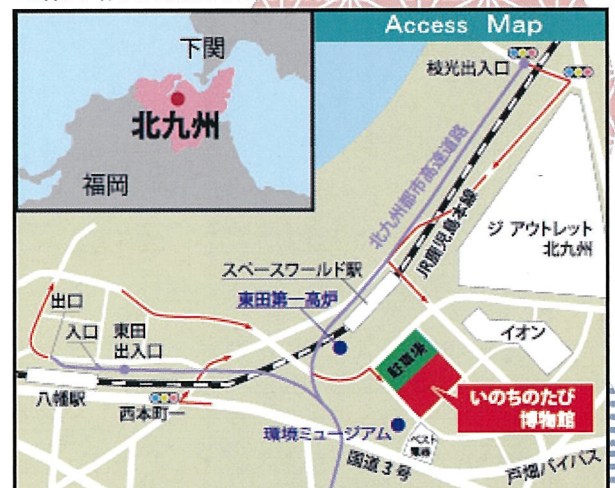 Access Map
下関
北九州
福岡
枝光出入口
北九州都市高速道路
JR鹿児島本線
ジ アウトレット
北九州
スペースワールド駅
東田第一高炉
出口
入口
東田
出入口
イオン
駐車場
いのちのたび
博物館
八幡駅
西本町一
環境ミュージアム
ベスト
電器
国道3号
戸畑バイパス